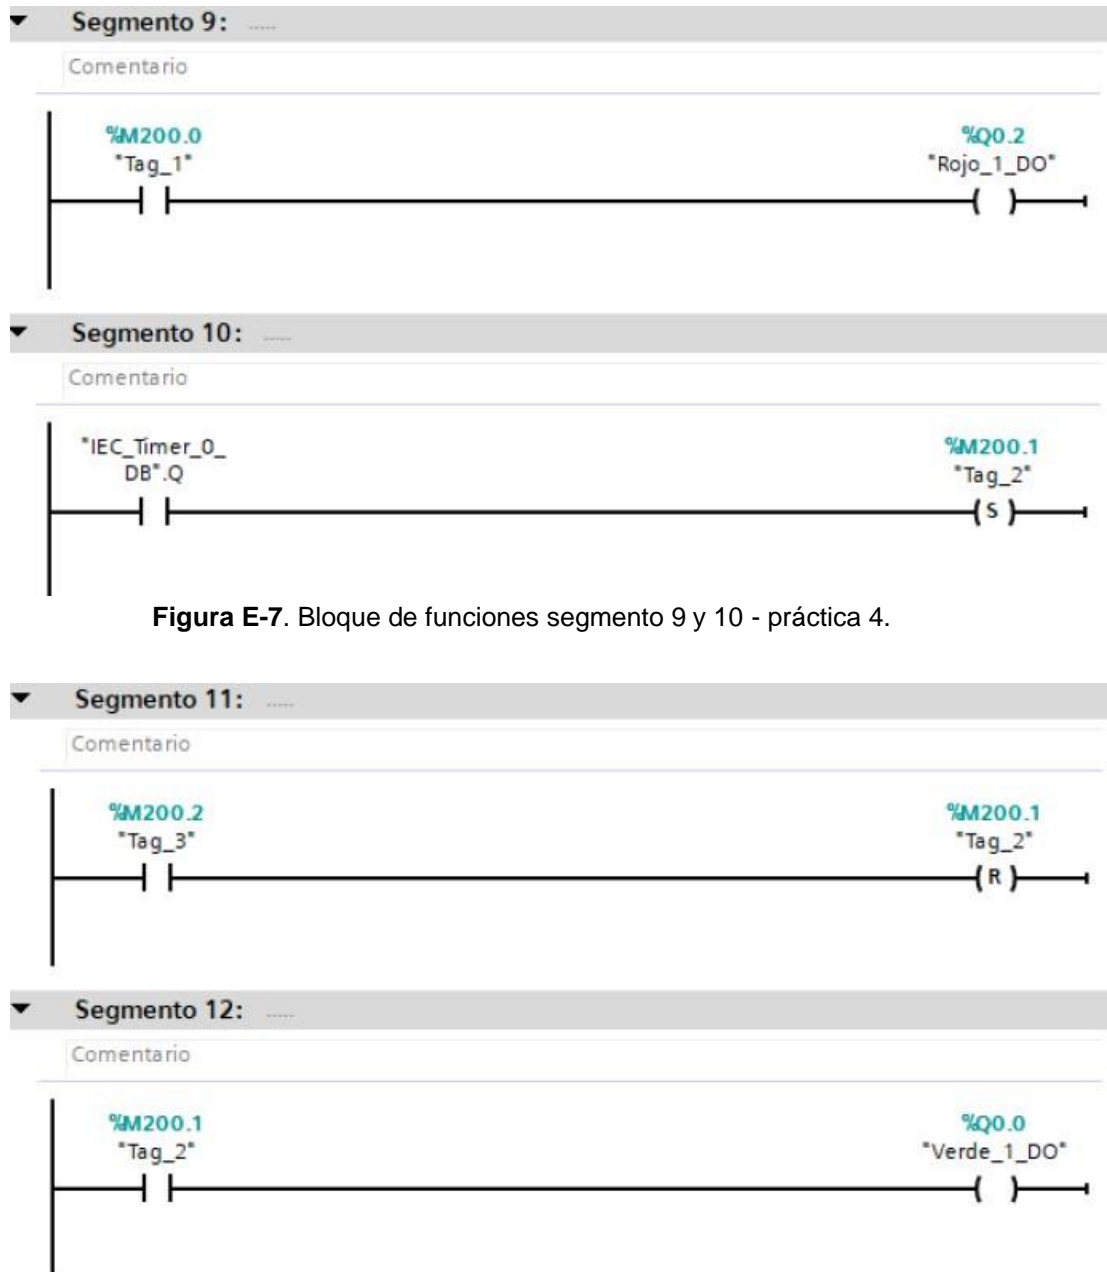 Segmento 9: .....
Comentario
%M200.0 %Q0.2
"Tag_1" "Rojo_1_DO"
Segmento 10: .....
Comentario
"IEC_Timer_0_ %M200.1
DB".Q "Tag_2"
S
Figura E-7. Bloque de funciones segmento 9 y 10 - práctica 4.
Segmento 11: .....
Comentario
%M200.2 %M200.1
"Tag_3" "Tag_2"
R
Segmento 12: .....
Comentario
%M200.1 %Q0.0
"Tag_2" "Verde_1_DO"